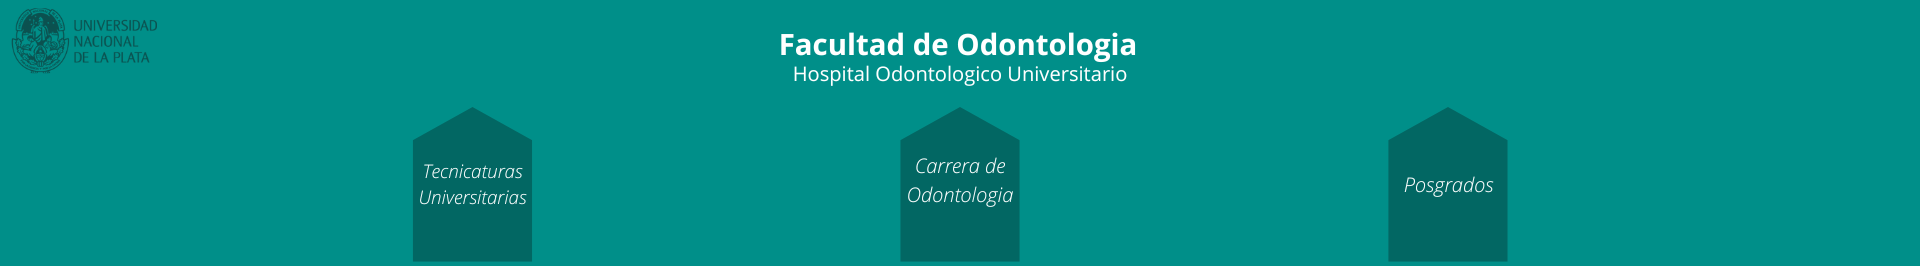 UNIVERSIDAD
NACIONAL
DE LA PLATA
Facultad de Odontologia
Hospital Odontologico Universitario
Tecnicaturas
Universitarias
Carrera de
Odontologia
Posgrados